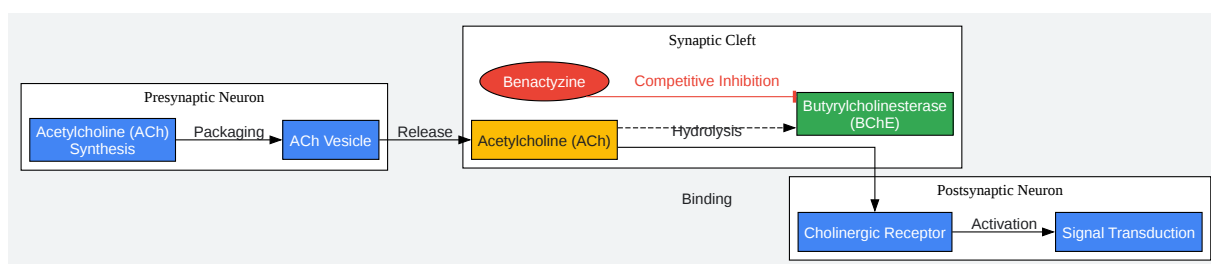 Synaptic Cleft
Benactyzine
Competitive Inhibition
Presynaptic Neuron
Butyrylcholinesterase
(BChE)
Acetylcholine (ACh)
Synthesis
Packaging
ACh Vesicle
Release
Acetylcholine (ACh)
Hydrolysis
Binding
Postsynaptic Neuron
Cholinergic Receptor
Activation
Signal Transduction